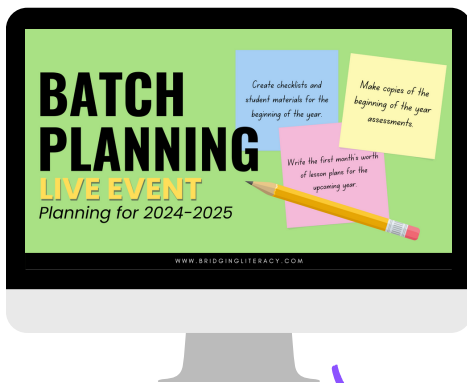 BATCH
PLANNING
LIVE EVENT
Planning for 2024-2025
Create checklists and
student materials for the
beginning of the year.
Make copies of the
beginning of the year
assessments.
Write the first month's worth
of lesson plans for the
upcoming year.
WWW.BRIDGINGLITERACY.COM